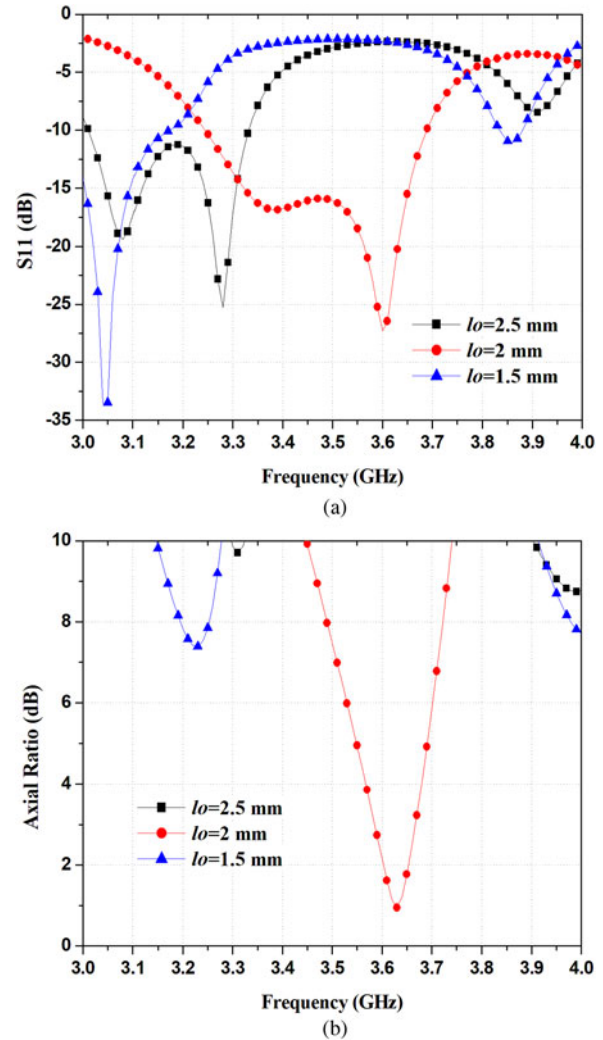 0
-5
-10
-15
-20
-25
-30
-35
S11 (dB)
lo=2.5 mm
lo=2 mm
lo=1.5 mm
3.0 3.1 3.2 3.3 3.4 3.5 3.6 3.7 3.8 3.9 4.0
Frequency (GHz)
(a)
10
8
6
4
2
0
Axial Ratio (dB)
lo=2.5 mm
lo=2 mm
lo=1.5 mm
3.0 3.1 3.2 3.3 3.4 3.5 3.6 3.7 3.8 3.9 4.0
Frequency (GHz)
(b)